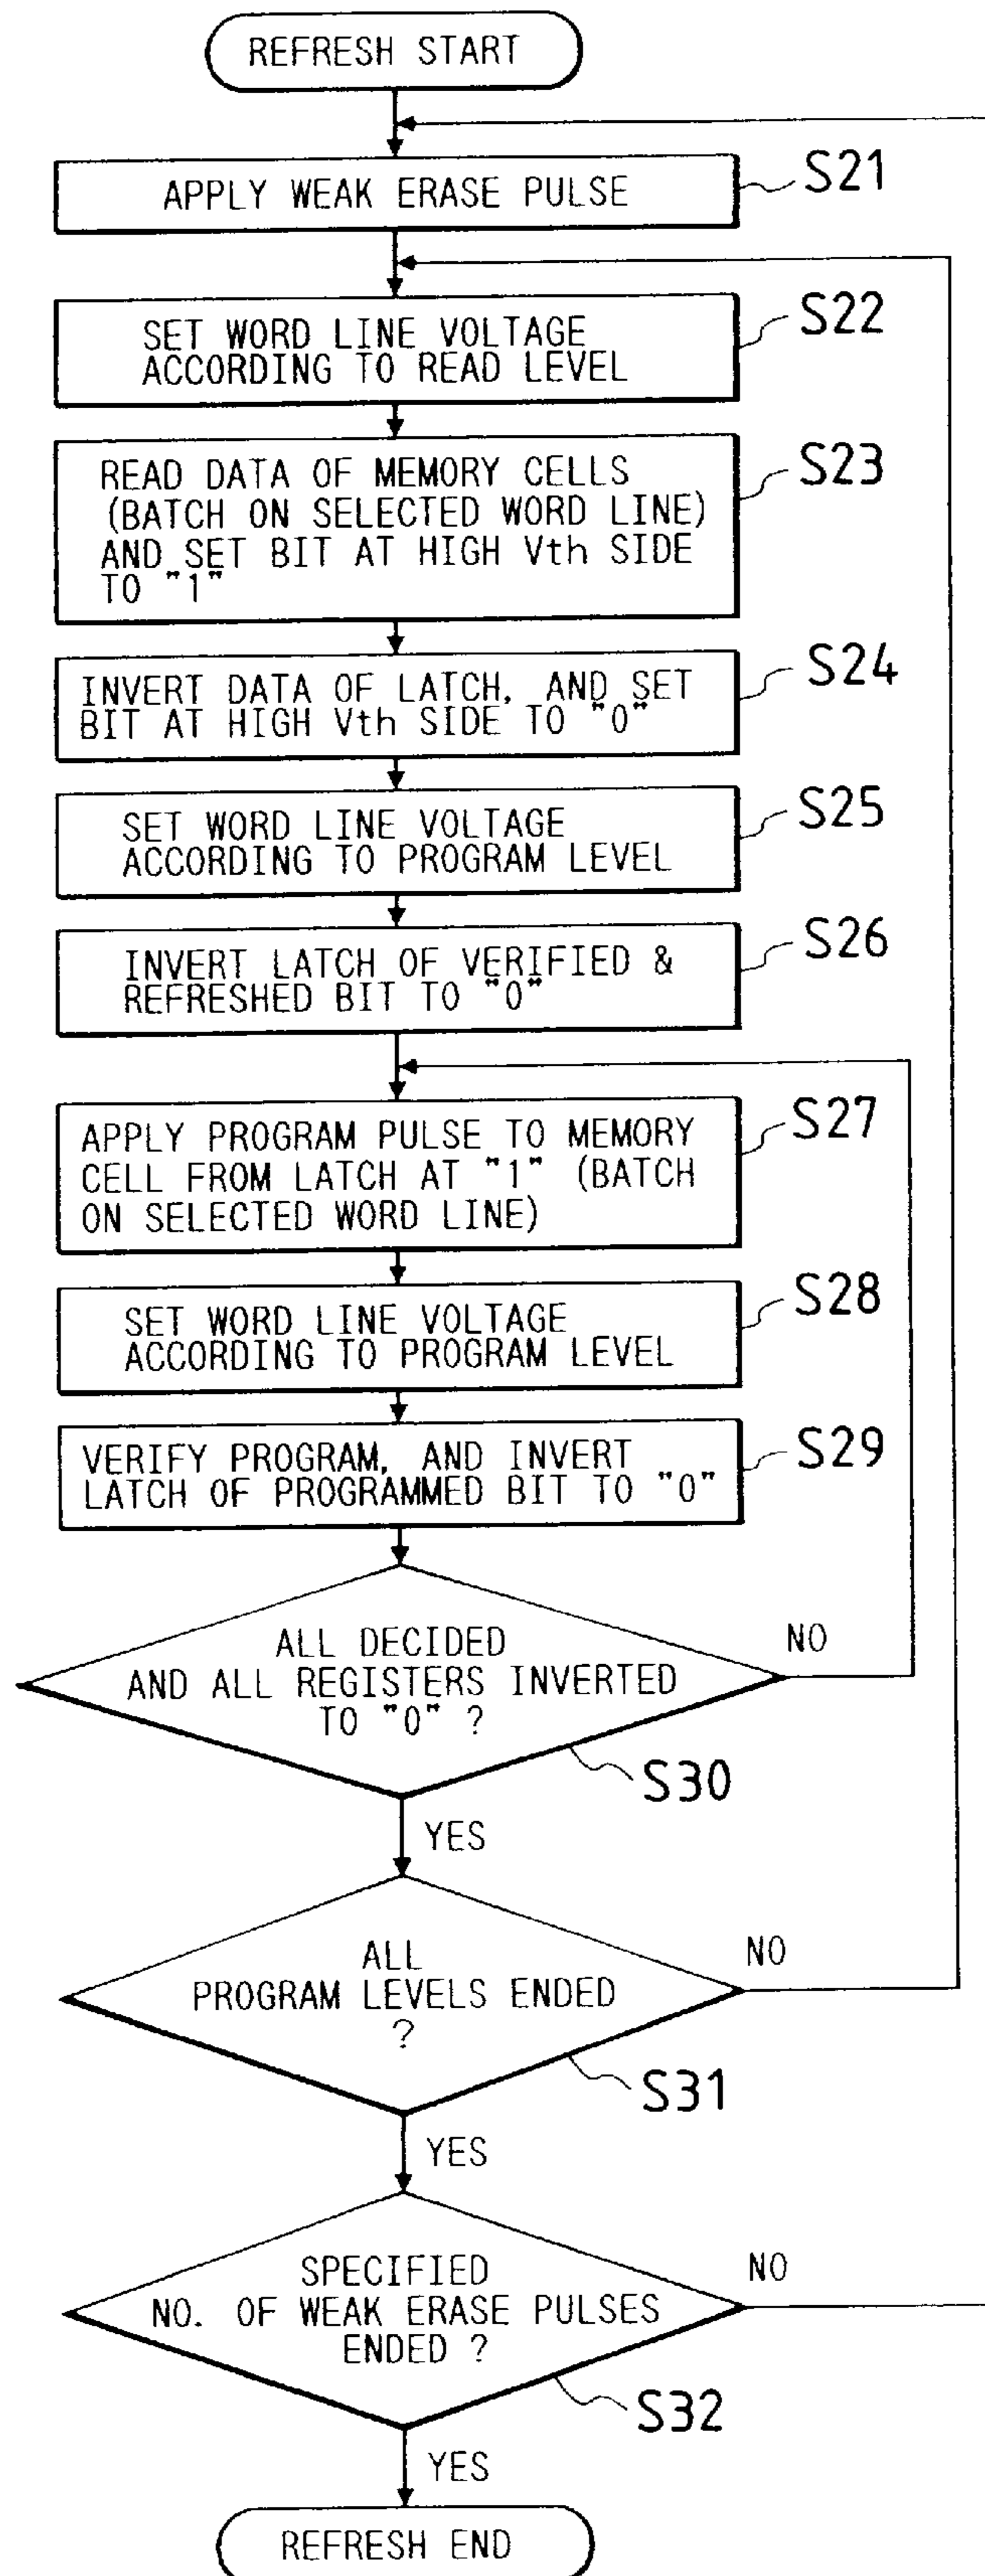 REFRESH START
APPLY WEAK ERASE PULSE
S21
SET WORD LINE VOLTAGE
ACCORDING TO READ LEVEL
S22
READ DATA OF MEMORY CELLS
(BATCH ON SELECTED WORD LINE)
AND SET BIT AT HIGH Vth SIDE
TO "1"
S23
INVERT DATA OF LATCH, AND SET
BIT AT HIGH Vth SIDE TO "0"
S24
SET WORD LINE VOLTAGE
ACCORDING TO PROGRAM LEVEL
S25
INVERT LATCH OF VERIFIED &
REFRESHED BIT TO "0"
S26
APPLY PROGRAM PULSE TO MEMORY
CELL FROM LATCH AT "1" (BATCH
ON SELECTED WORD LINE)
S27
SET WORD LINE VOLTAGE
ACCORDING TO PROGRAM LEVEL
S28
VERIFY PROGRAM, AND INVERT
LATCH OF PROGRAMMED BIT TO "0"
S29
ALL DECIDED
AND ALL REGISTERS INVERTED
TO "0" ?
NO
S30
YES
ALL
PROGRAM LEVELS ENDED
?
NO
S31
YES
SPECIFIED
NO. OF WEAK ERASE PULSES
ENDED ?
NO
S32
YES
REFRESH END